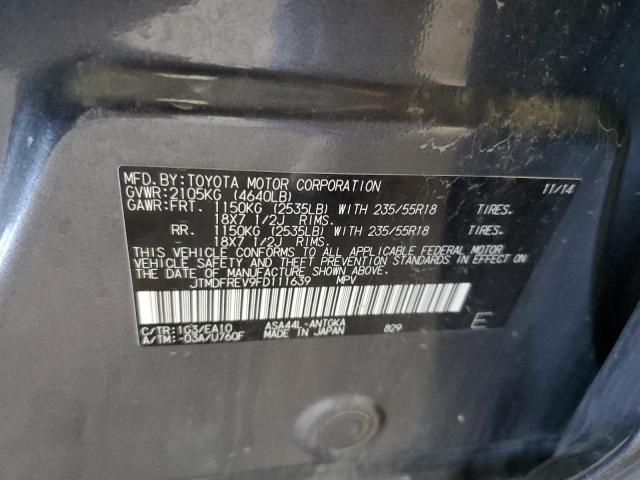 MFD.BY:TOYOTA MOTOR CORPORATION 11/14
GVWR:2105KG (4640LB)
GAWR:FRT. 1150KG (2535LB) WITH 235/55R18 TIRES.
18X7 1/2J RIMS.
RR. 1150KG (2535LB) WITH 235/55R18 TIRES.
18X7 1/2J RIMS.
THIS VEHICLE CONFORMS TO ALL APPLICABLE FEDERAL MOTOR
VEHICLE SAFETY AND THEFT PREVENTION STANDARDS IN EFFECT
ON THE DATE OF MANUFACTURE SHOWN ABOVE.
JTMDFREV9FD111639 MPV
C/TR:1G3/EA10 ASA44L-ANTGKA 829 E
A/TM:-03A/U760F MADE IN JAPAN